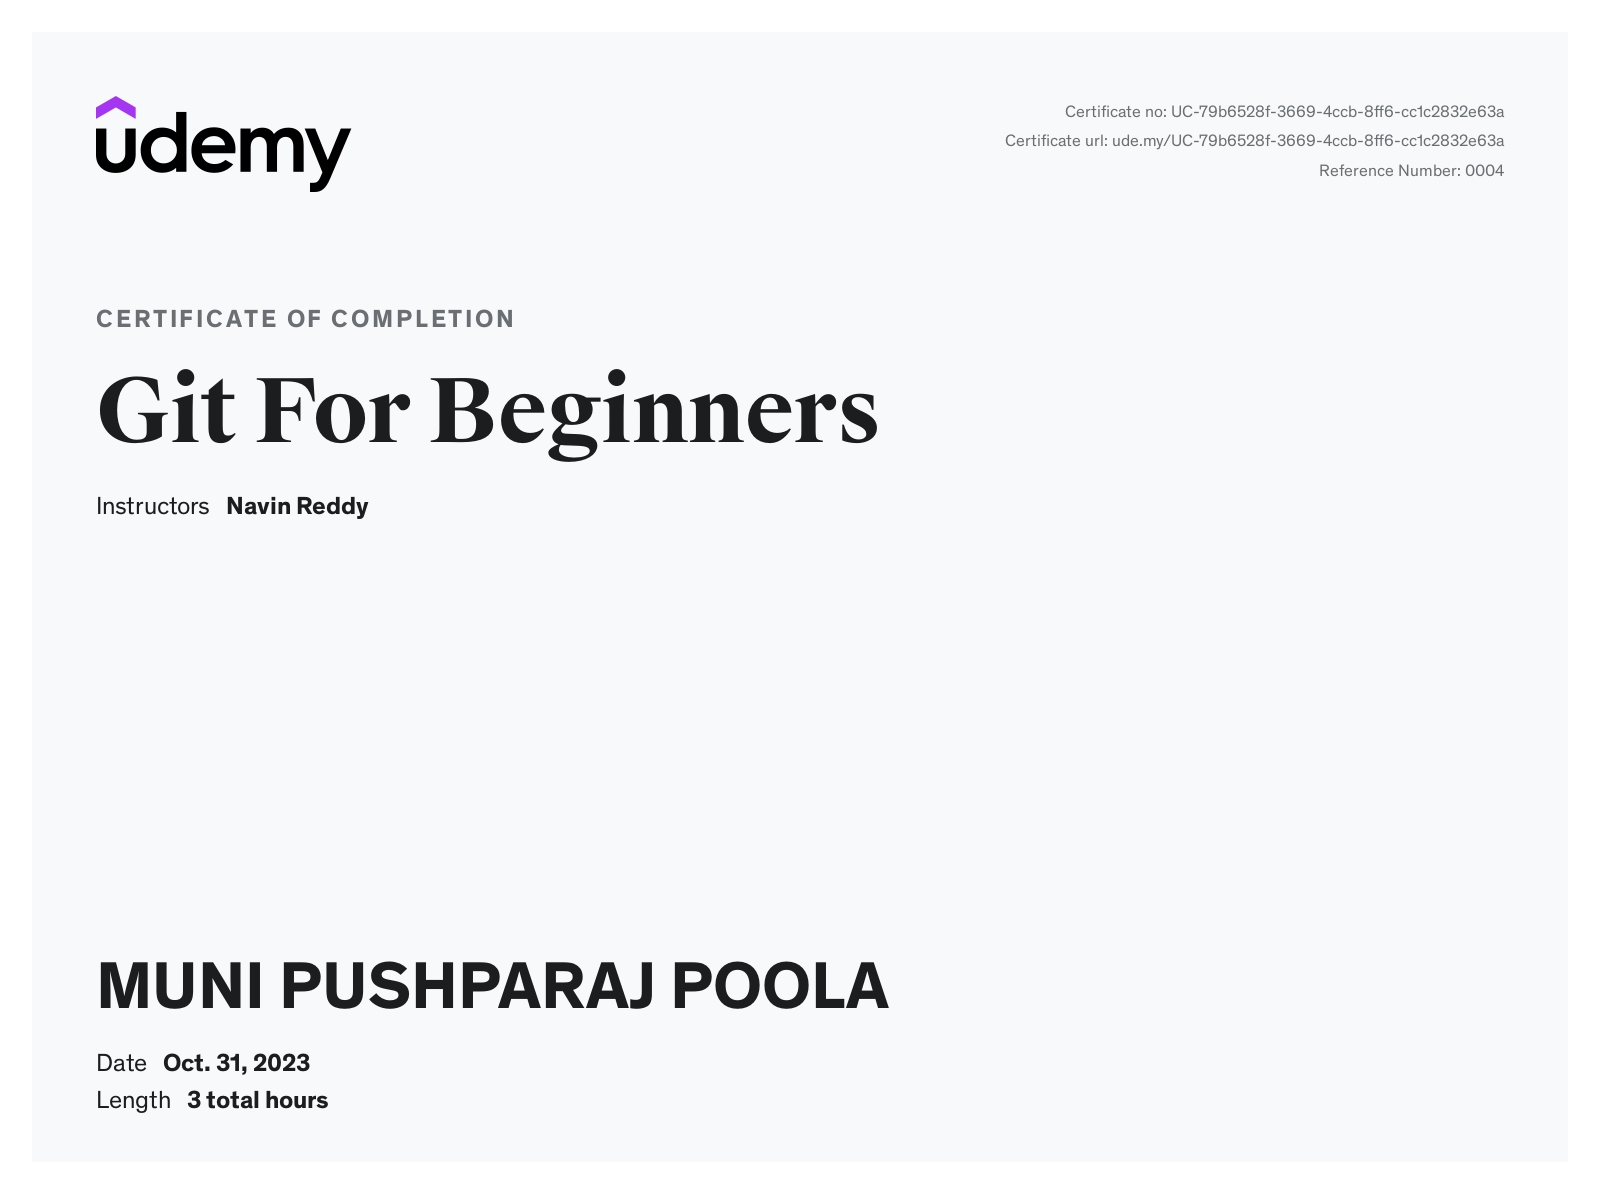 udemy
Certificate no: UC-79b6528f-3669-4ccb-8ff6-cc1c2832e63a
Certificate url: ude.my/UC-79b6528f-3669-4ccb-8ff6-cc1c2832e63a
Reference Number: 0004
CERTIFICATE OF COMPLETION
Git For Beginners
Instructors Navin Reddy
MUNI PUSHPARAJ POOLA
Date Oct. 31, 2023
Length 3 total hours